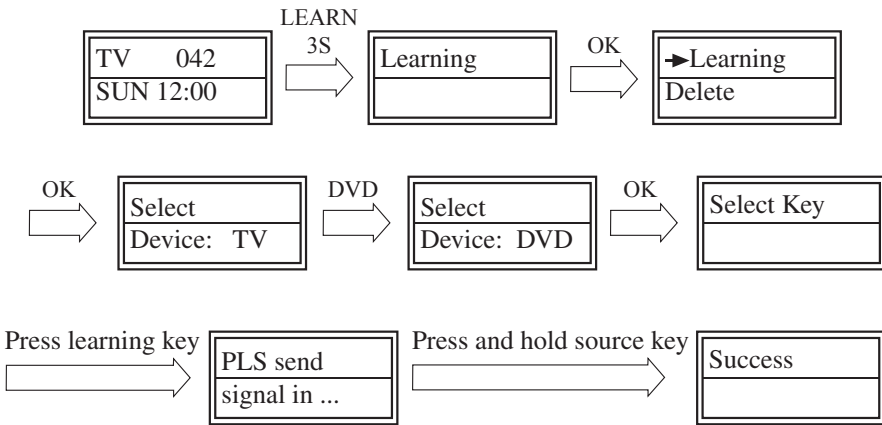 LEARN
3S
TV 042
SUN 12:00
Learning
OK
Learning
Delete
OK
Select
Device: TV
DVD
Select
Device: DVD
OK
Select Key
Press learning key
PLS send
signal in ...
Press and hold source key
Success